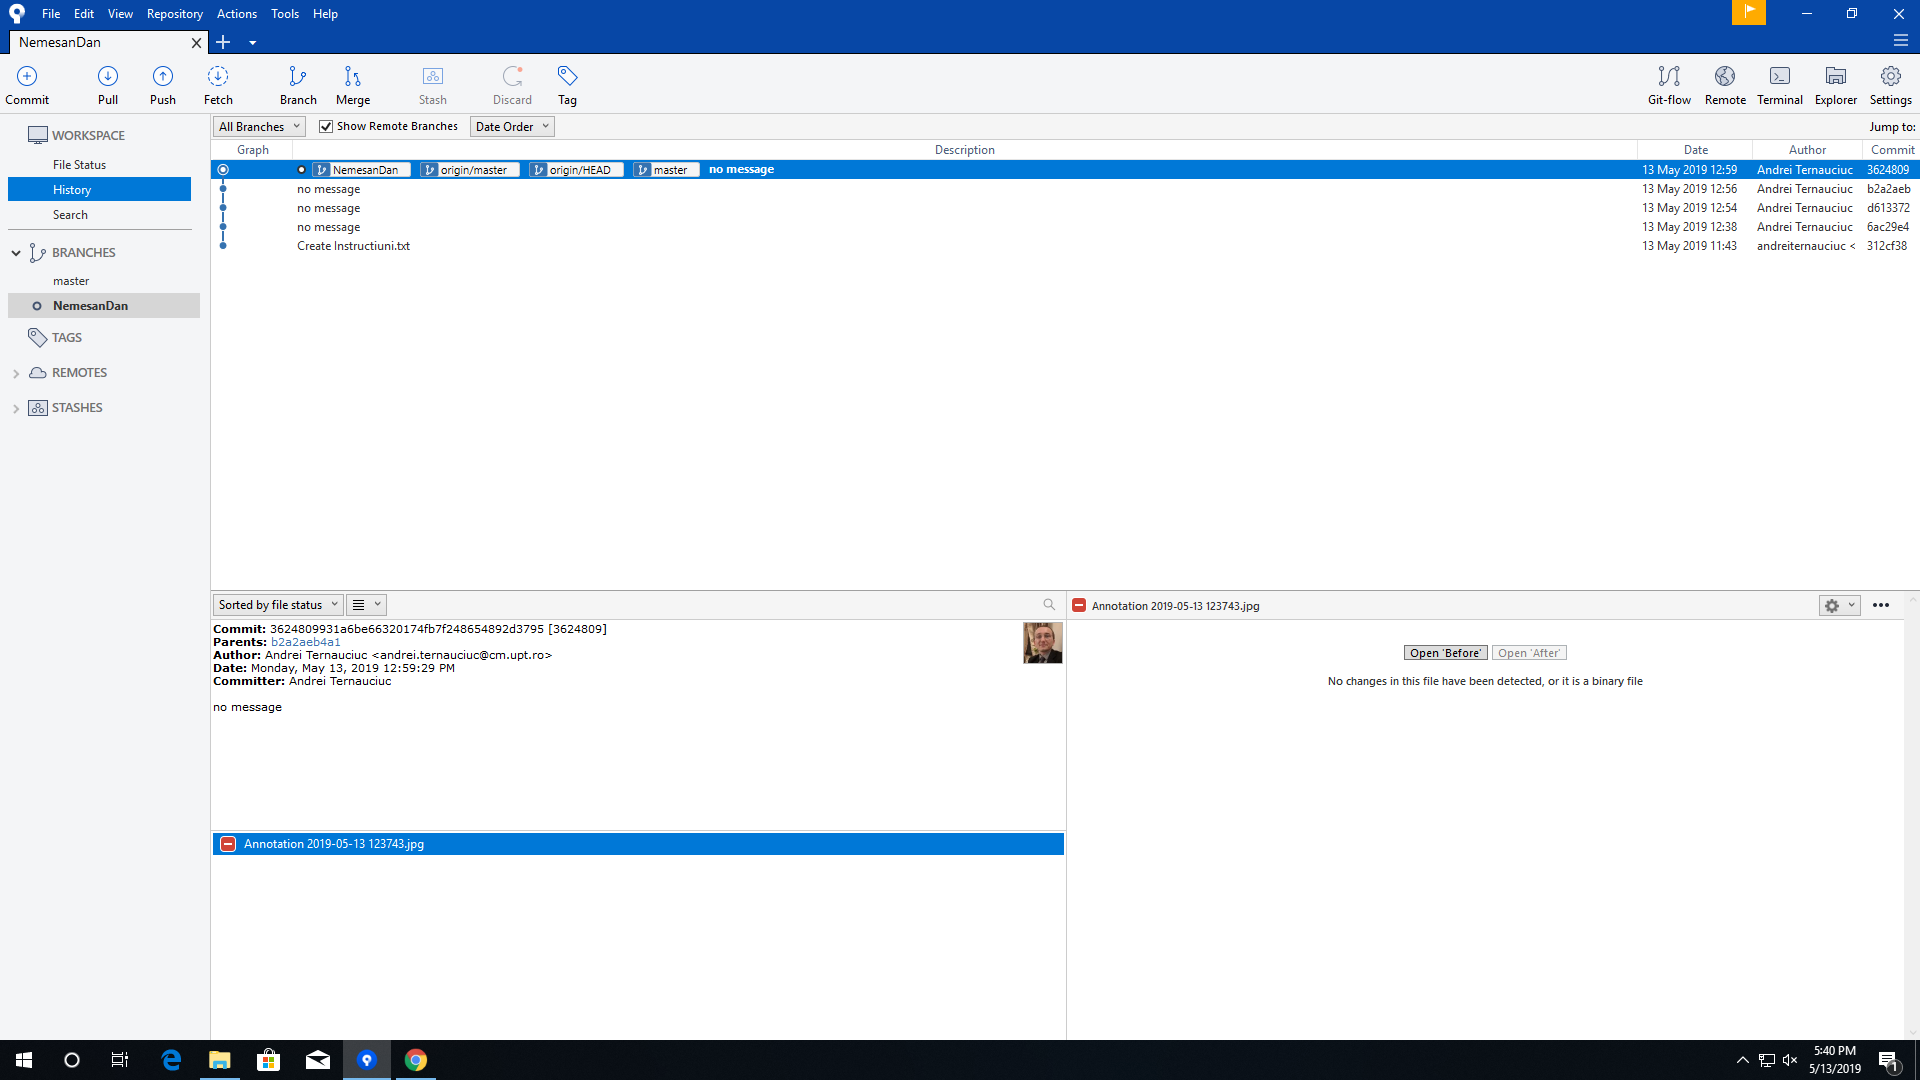 File Edit View Repository Actions Tools Help
NemesanDan
Commit Pull Push Fetch Branch Merge Stash Discard Tag Git-flow Remote Terminal Explorer Settings
WORKSPACE
File Status
History
Search
BRANCHES
master
NemesanDan
TAGS
REMOTES
STASHES
All Branches Show Remote Branches Date Order Jump to:
Graph Description Date Author Commit
NemesanDan origin/master origin/HEAD master no message 13 May 2019 12:59 Andrei Ternauciuc 3624809
no message 13 May 2019 12:56 Andrei Ternauciuc b2a2aeb
no message 13 May 2019 12:54 Andrei Ternauciuc d613372
no message 13 May 2019 12:38 Andrei Ternauciuc 6ac29e4
Create Instructiuni.txt 13 May 2019 11:43 andreiternauciuc < 312cf38
Sorted by file status
Commit: 3624809931a6be66320174fb7f248654892d3795 [3624809]
Parents: b2a2aeb4a1
Author: Andrei Ternauciuc <andrei.ternauciuc@cm.upt.ro>
Date: Monday, May 13, 2019 12:59:29 PM
Committer: Andrei Ternauciuc
no message
Annotation 2019-05-13 123743.jpg
Annotation 2019-05-13 123743.jpg
Open 'Before' Open 'After'
No changes in this file have been detected, or it is a binary file
5:40 PM
5/13/2019
1